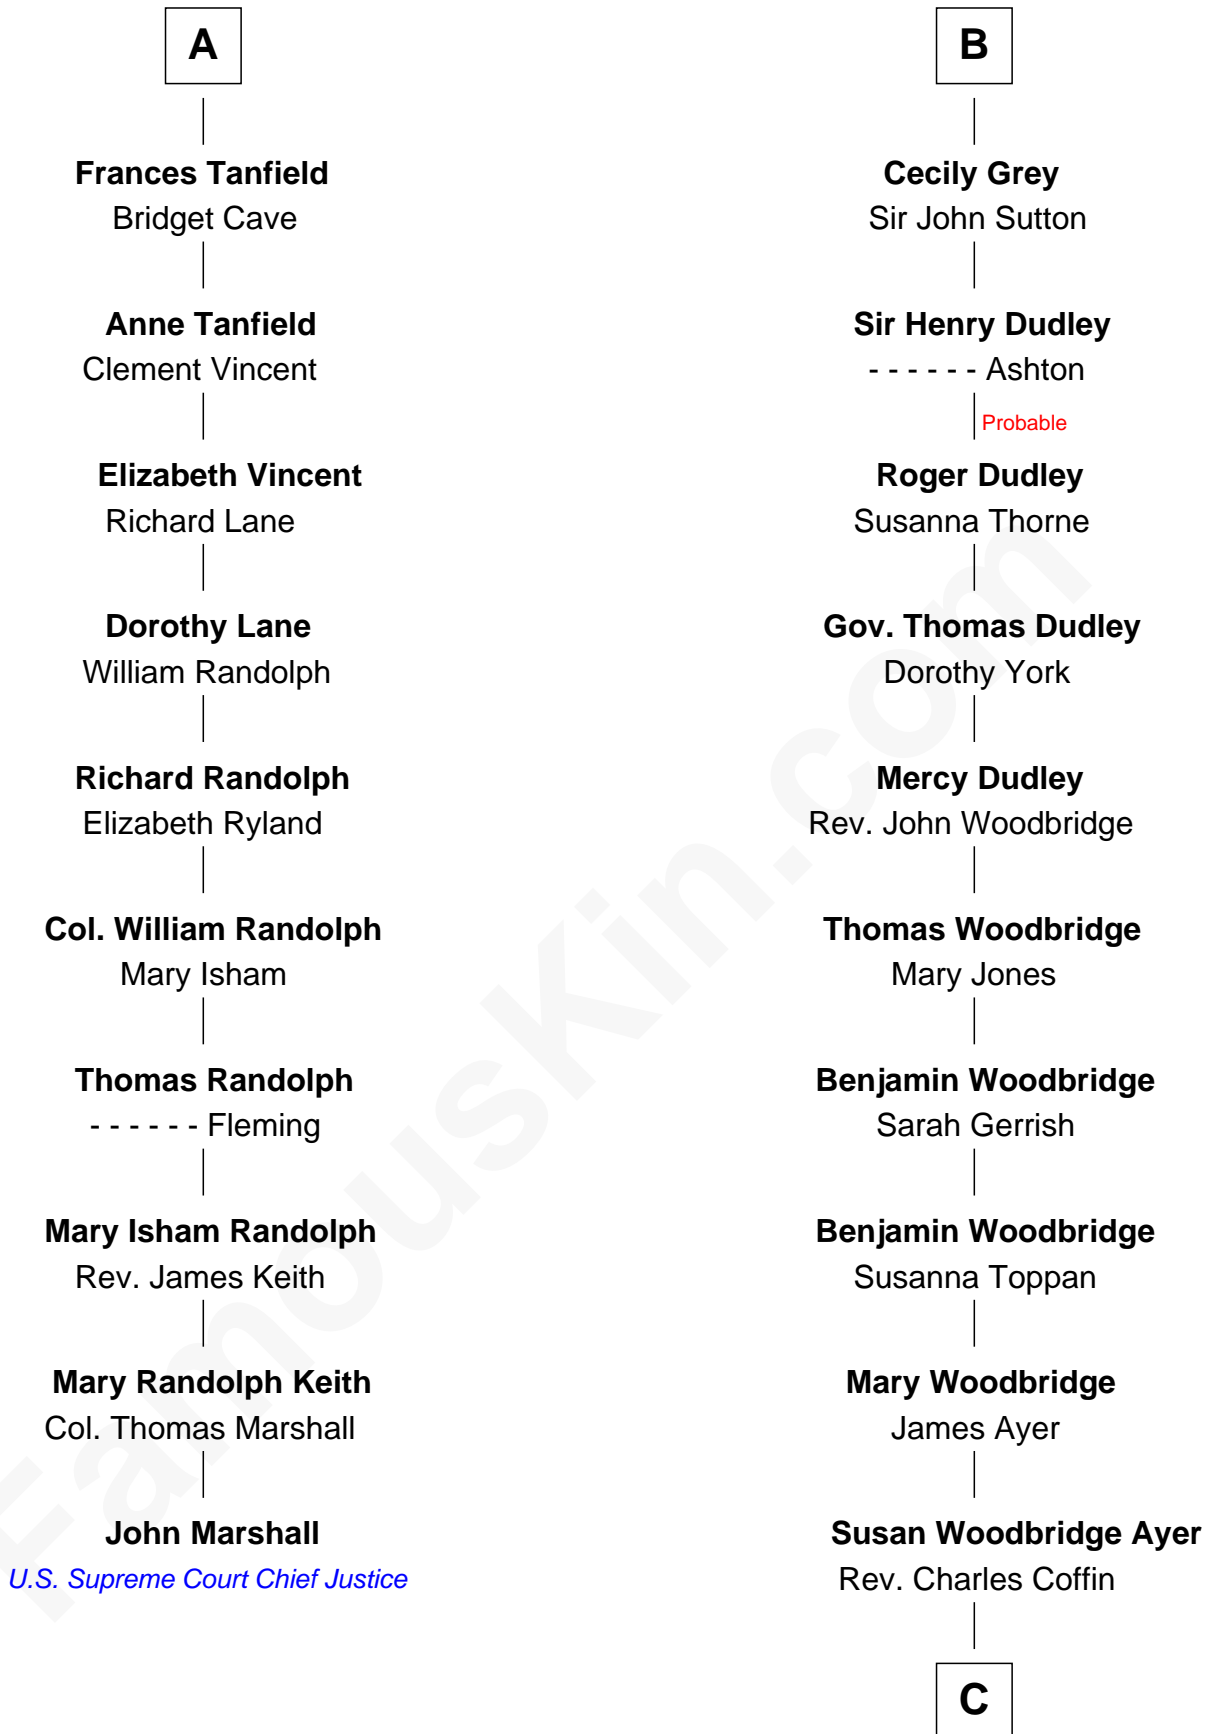 A
Frances Tanfield
Bridget Cave
Anne Tanfield
Clement Vincent
Elizabeth Vincent
Richard Lane
Dorothy Lane
William Randolph
Richard Randolph
Elizabeth Ryland
Col. William Randolph
Mary Isham
Thomas Randolph
- - - - - - Fleming
Mary Isham Randolph
Rev. James Keith
Mary Randolph Keith
Col. Thomas Marshall
John Marshall
U.S. Supreme Court Chief Justice
B
Cecily Grey
Sir John Sutton
Sir Henry Dudley
- - - - - - Ashton
Probable
Roger Dudley
Susanna Thorne
Gov. Thomas Dudley
Dorothy York
Mercy Dudley
Rev. John Woodbridge
Thomas Woodbridge
Mary Jones
Benjamin Woodbridge
Sarah Gerrish
Benjamin Woodbridge
Susanna Toppan
Mary Woodbridge
James Ayer
Susan Woodbridge Ayer
Rev. Charles Coffin
C
FamousKin.com